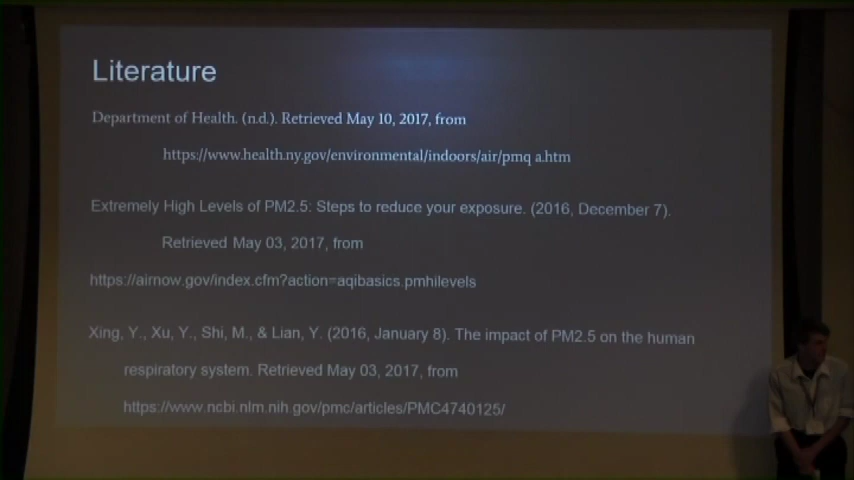 Literature
Department of Health. (n.d.). Retrieved May 10, 2017, from
https://www.health.ny.gov/environmental/indoors/air/pmq a.htm
Extremely High Levels of PM2.5: Steps to reduce your exposure. (2016, December 7).
Retrieved May 03, 2017, from
https://airnow.gov/index.cfm?action=aqibasics.pmhilevels
Xing, Y., Xu, Y., Shi, M., & Lian, Y. (2016, January 8). The impact of PM2.5 on the human
respiratory system. Retrieved May 03, 2017, from
https://www.ncbi.nlm.nih.gov/pmc/articles/PMC4740125/